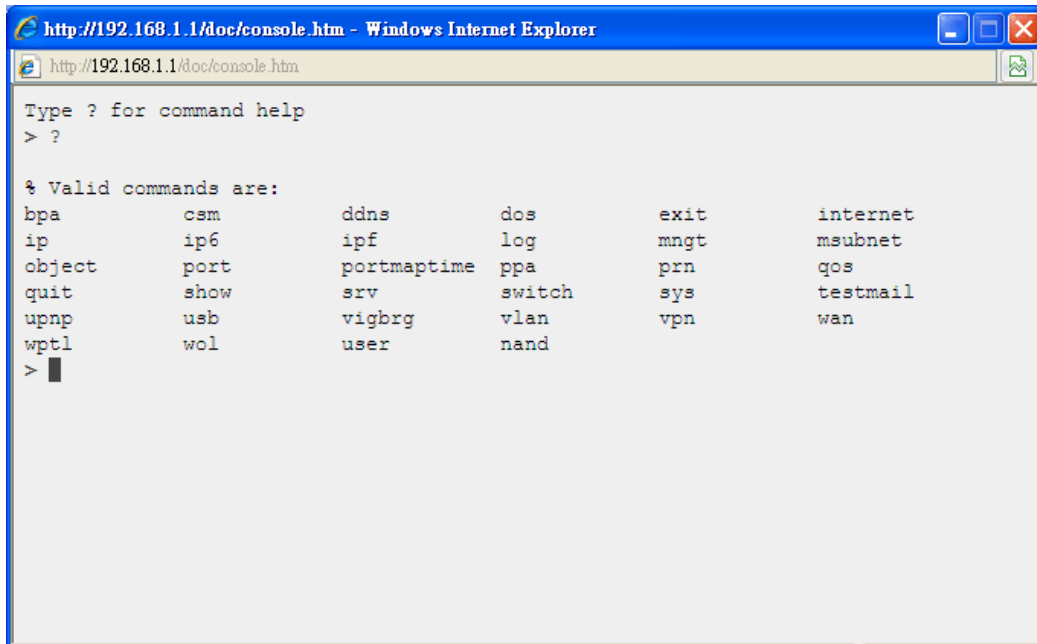 http://192.168.1.1/doc/console.htm - Windows Internet Explorer
http://192.168.1.1/doc/console.htm
Type ? for command help
> ?
% Valid commands are:
bpa csm ddns dos exit internet
ip ip6 ipf log mngt msubnet
object port portmaptime ppa prn qos
quit show srv switch sys testmail
upnp usb vigbrg vlan vpn wan
wptl wol user nand
>